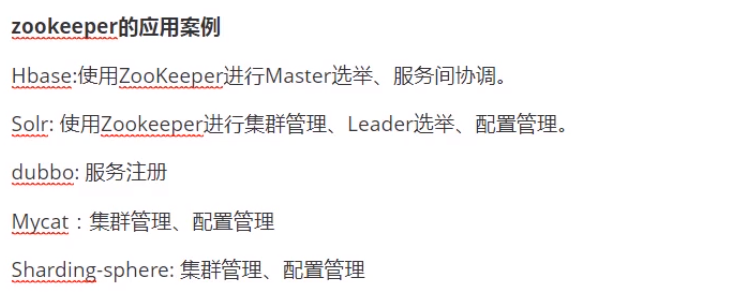 zookeeper的应用案例
Hbase:使用ZooKeeper进行Master选举、服务间协调。
Solr: 使用Zookeeper进行集群管理、Leader选举、配置管理。
dubbo: 服务注册
Mycat：集群管理、配置管理
Sharding-sphere: 集群管理、配置管理